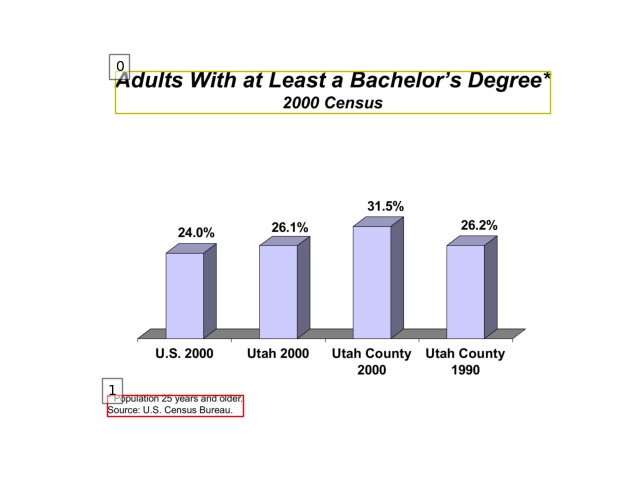 0
Adults With at Least a Bachelor's Degree*
2000 Census
31.5%
24.0%
26.1%
26.2%
U.S. 2000
Utah 2000
Utah County 2000
Utah County 1990
1
* Population 25 years and older.
Source: U.S. Census Bureau.